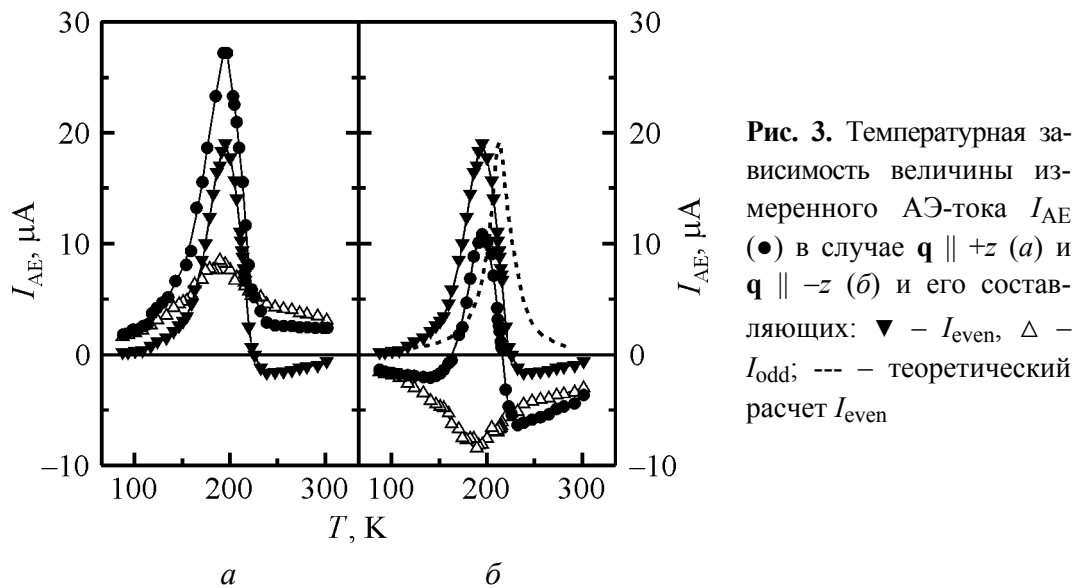 30
20
10
0
–10
I_AE, µA
100 200 300
100 200 300
T, K
30
20
10
0
–10
I_AE, µA
а
б
Рис. 3. Температурная за-
висимость величины из-
меренного АЭ-тока I_AE
(●) в случае q || +z (а) и
q || –z (б) и его состав-
ляющих: ▼ – I_even, △ –
I_odd; --- – теоретический
расчет I_even